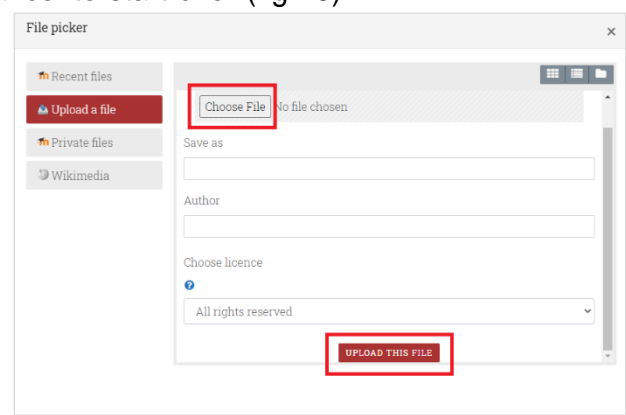 File picker
×
Recent files
Upload a file
Private files
Wikimedia
Choose File No file chosen
Save as
Author
Choose licence
?
All rights reserved
UPLOAD THIS FILE